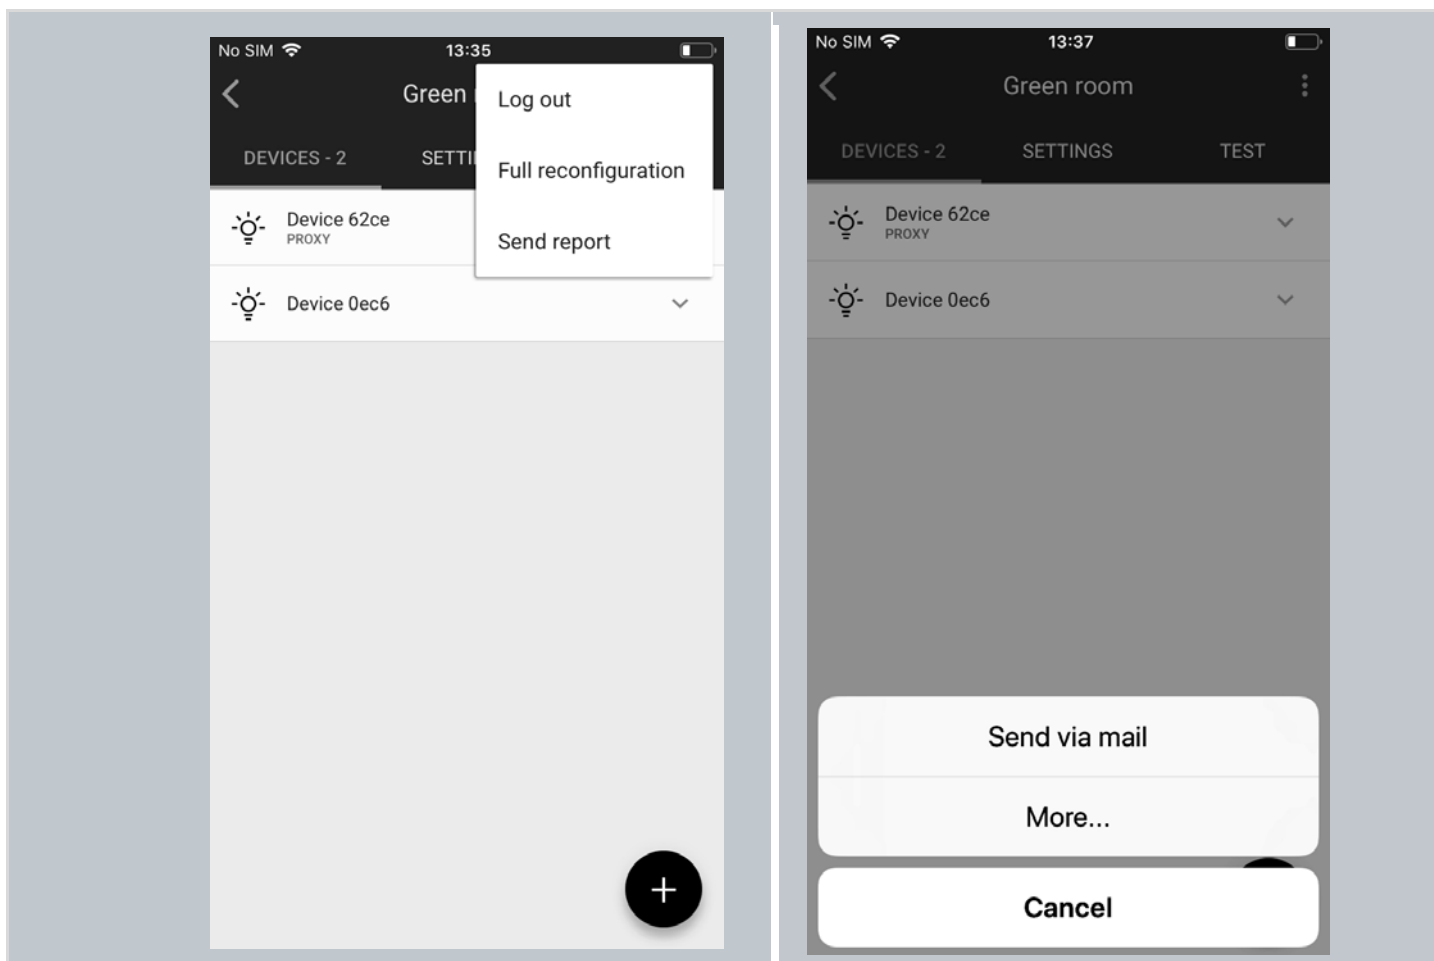 No SIM 13:35
Green
Log out
DEVICES - 2 SETTI
Full reconfiguration
Device 62ce
PROXY
Send report
Device 0ec6
No SIM 13:37
Green room
DEVICES - 2 SETTINGS TEST
Device 62ce
PROXY
Device 0ec6
Send via mail
More...
Cancel